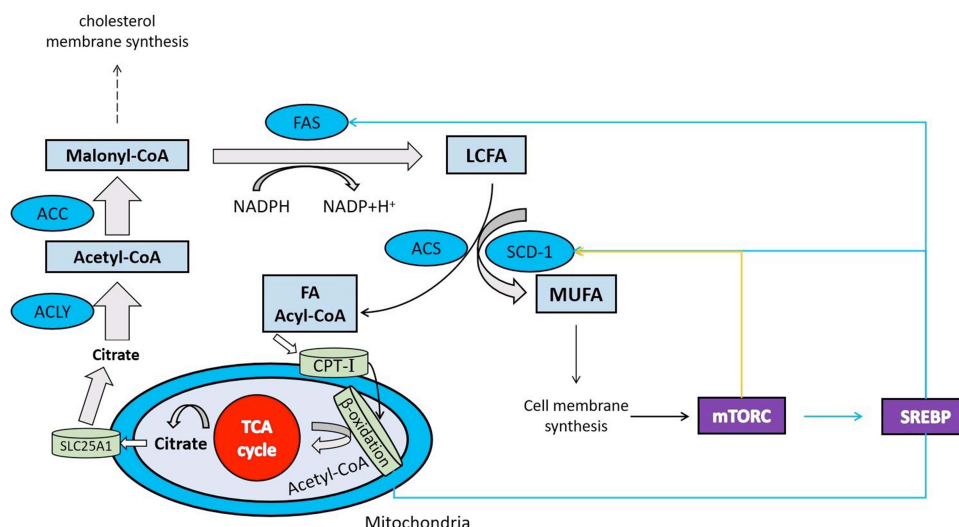 cholesterol
membrane synthesis
FAS
Malonyl-CoA
LCFA
NADPH
NADP+H⁺
ACC
ACS
SCD-1
Acetyl-CoA
FA
Acyl-CoA
MUFA
ACLY
Citrate
CPT-I
Cell membrane
synthesis
mTORC
SREBP
β-oxidation
TCA
cycle
Citrate
SLC25A1
Acetyl-CoA
Mitochondria